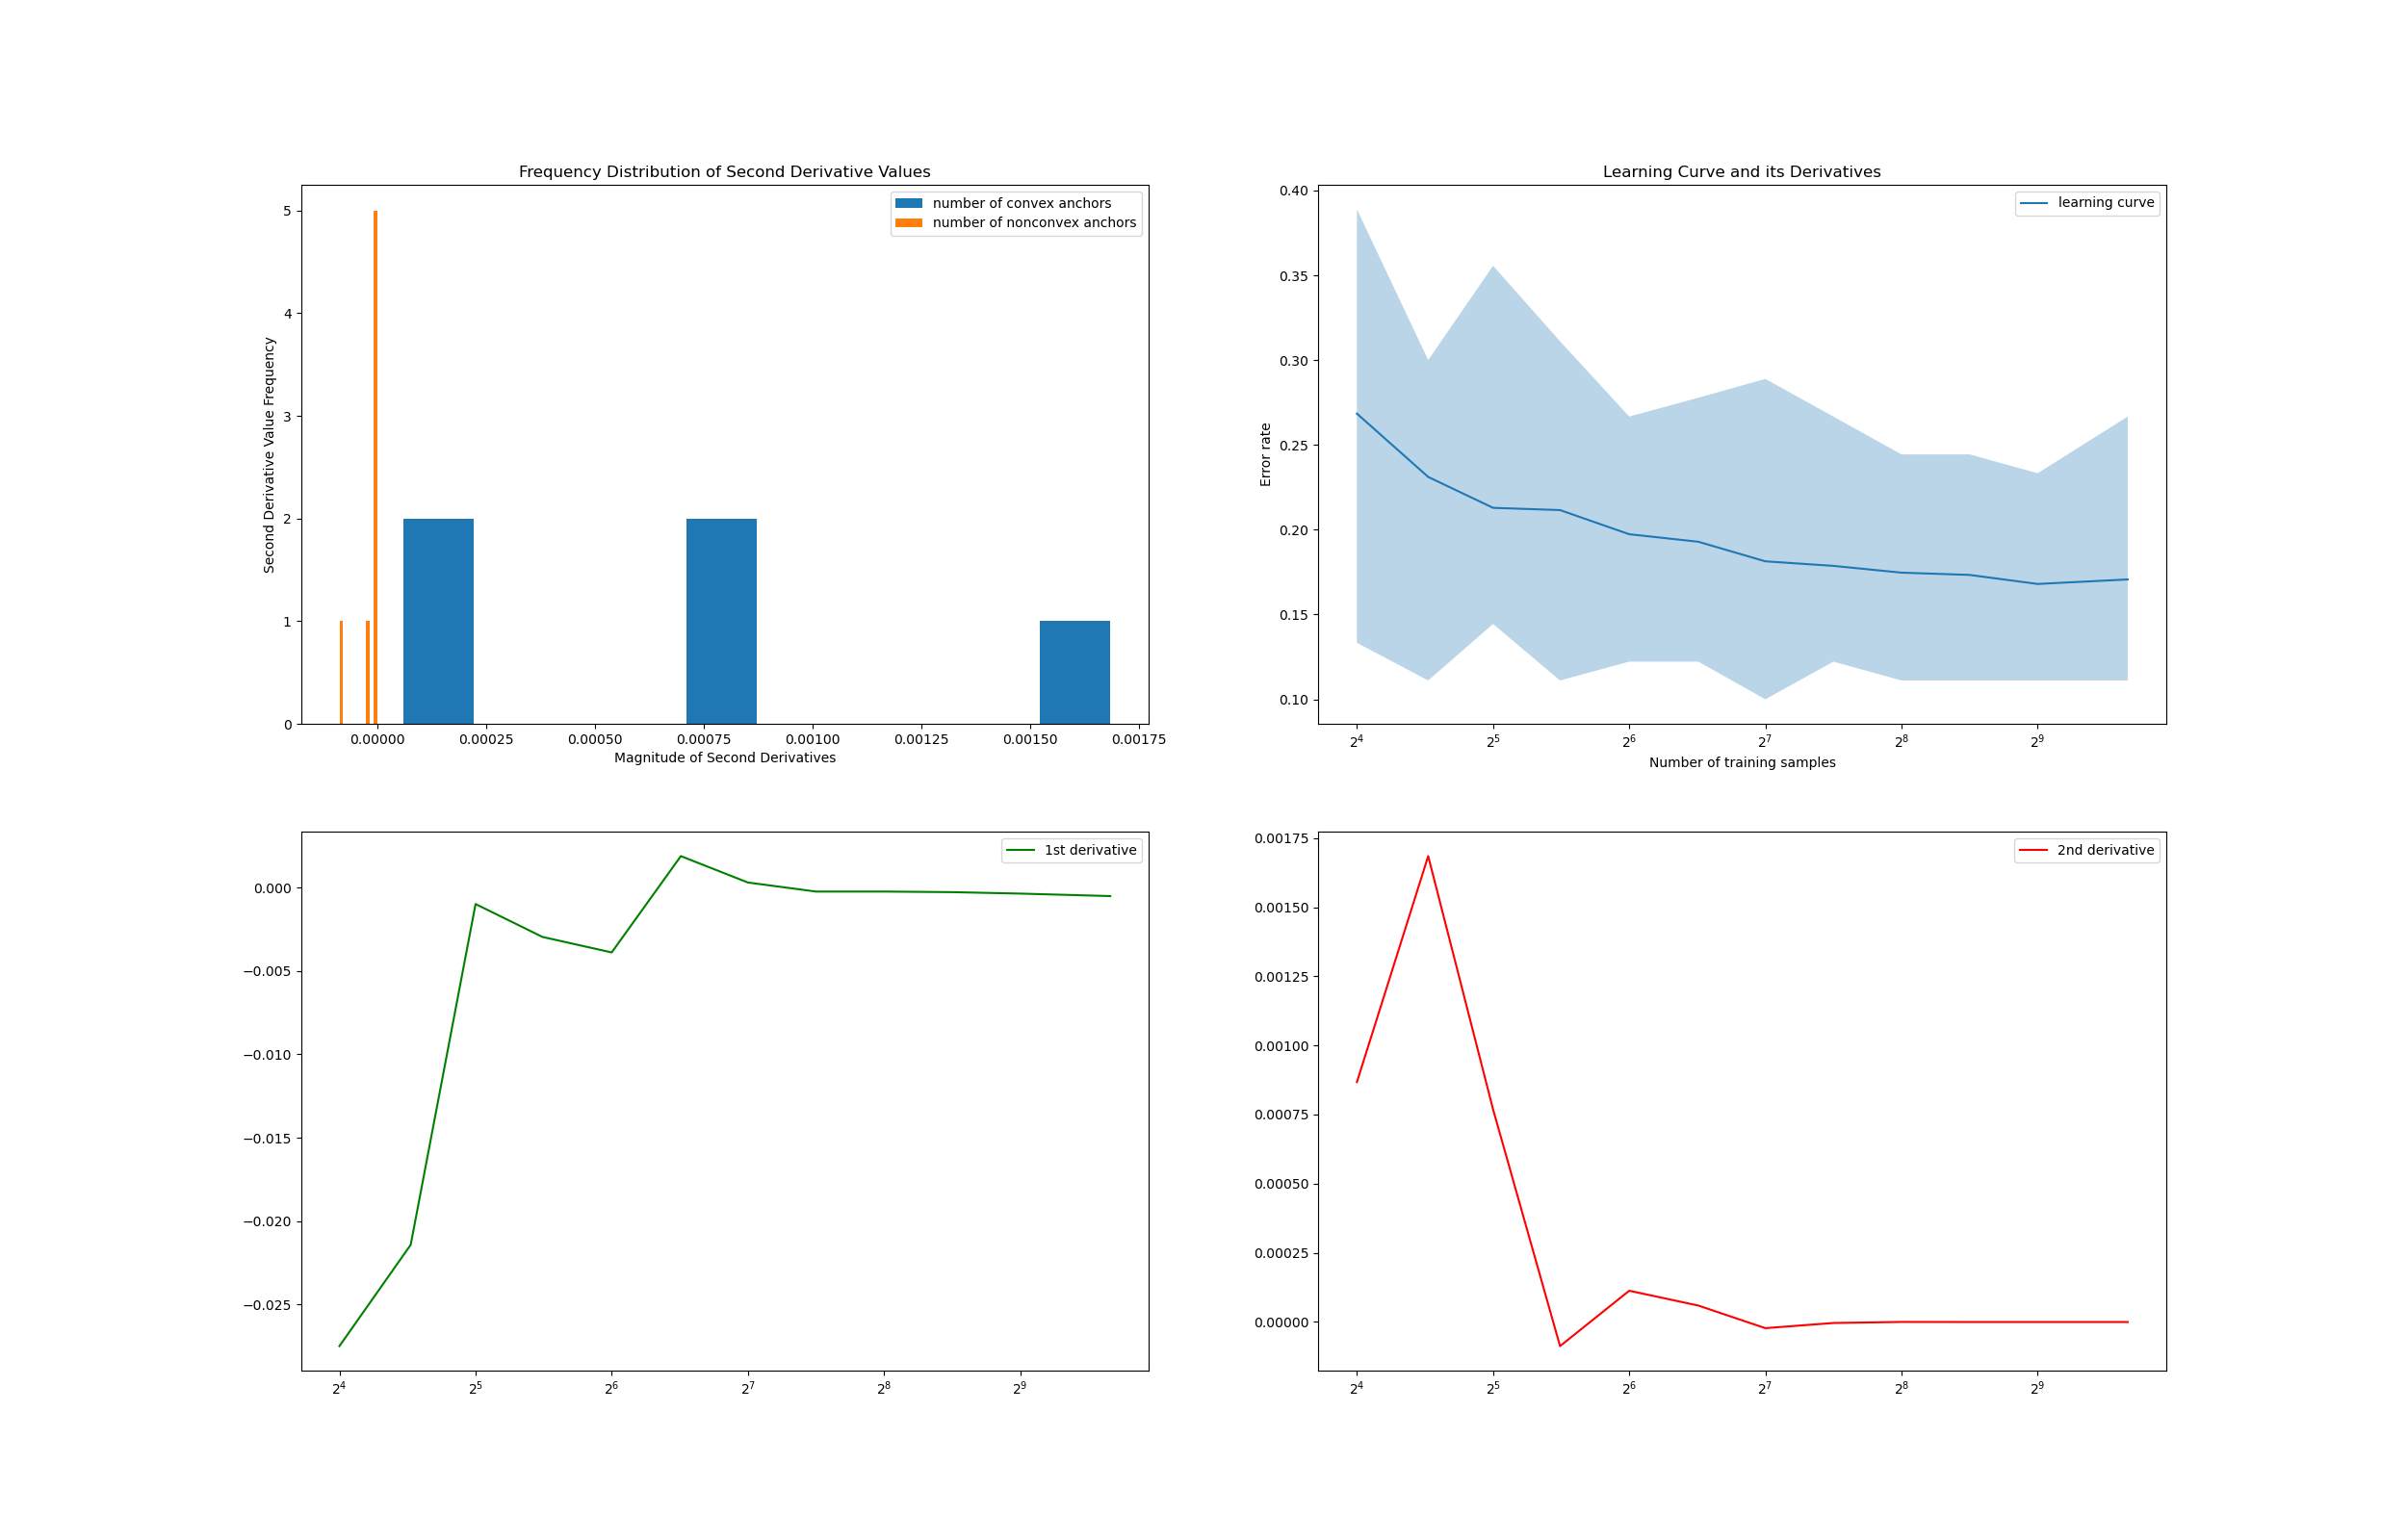 Frequency Distribution of Second Derivative Values
number of convex anchors
number of nonconvex anchors
Second Derivative Value Frequency
5
4
3
2
1
0
0.00000 0.00025 0.00050 0.00075 0.00100 0.00125 0.00150 0.00175
Magnitude of Second Derivatives
Learning Curve and its Derivatives
learning curve
Error rate
0.40
0.35
0.30
0.25
0.20
0.15
0.10
2⁴ 2⁵ 2⁶ 2⁷ 2⁸ 2⁹
Number of training samples
1st derivative
0.000
−0.005
−0.010
−0.015
−0.020
−0.025
2⁴ 2⁵ 2⁶ 2⁷ 2⁸ 2⁹
2nd derivative
0.00175
0.00150
0.00125
0.00100
0.00075
0.00050
0.00025
0.00000
2⁴ 2⁵ 2⁶ 2⁷ 2⁸ 2⁹